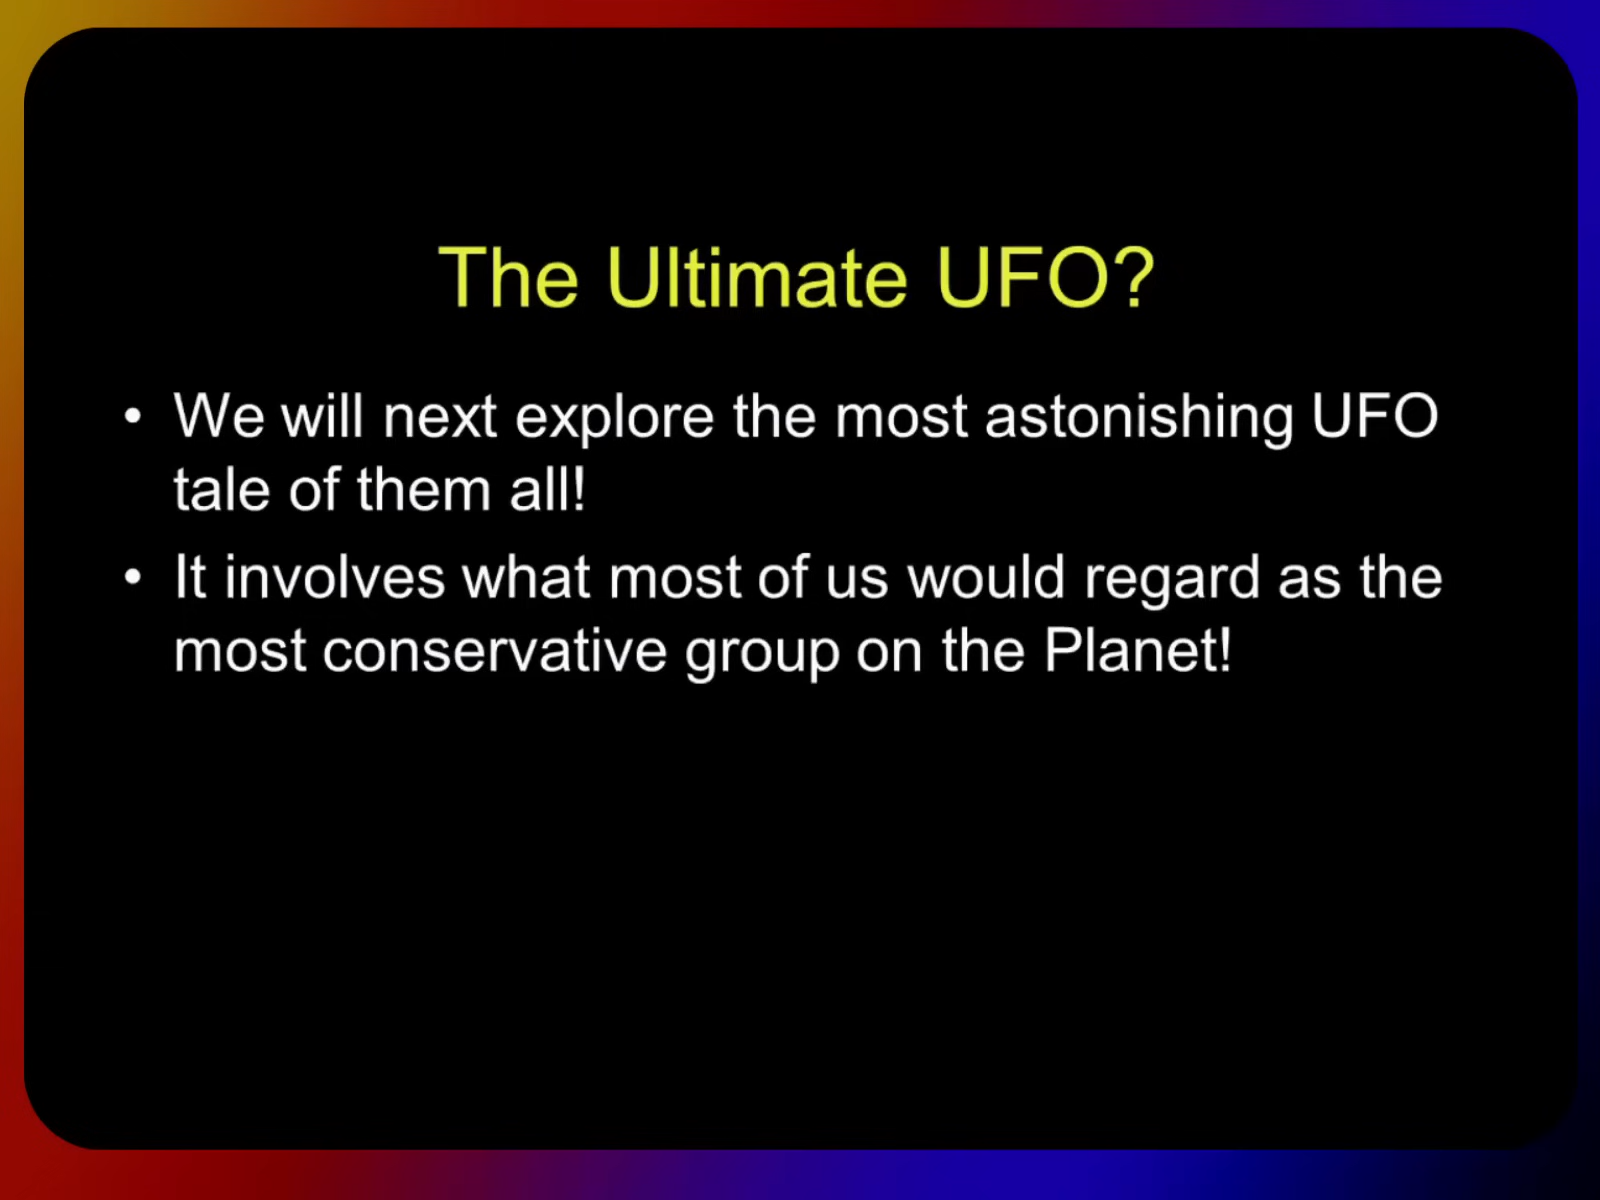 The Ultimate UFO?
• We will next explore the most astonishing UFO
tale of them all!
• It involves what most of us would regard as the
most conservative group on the Planet!